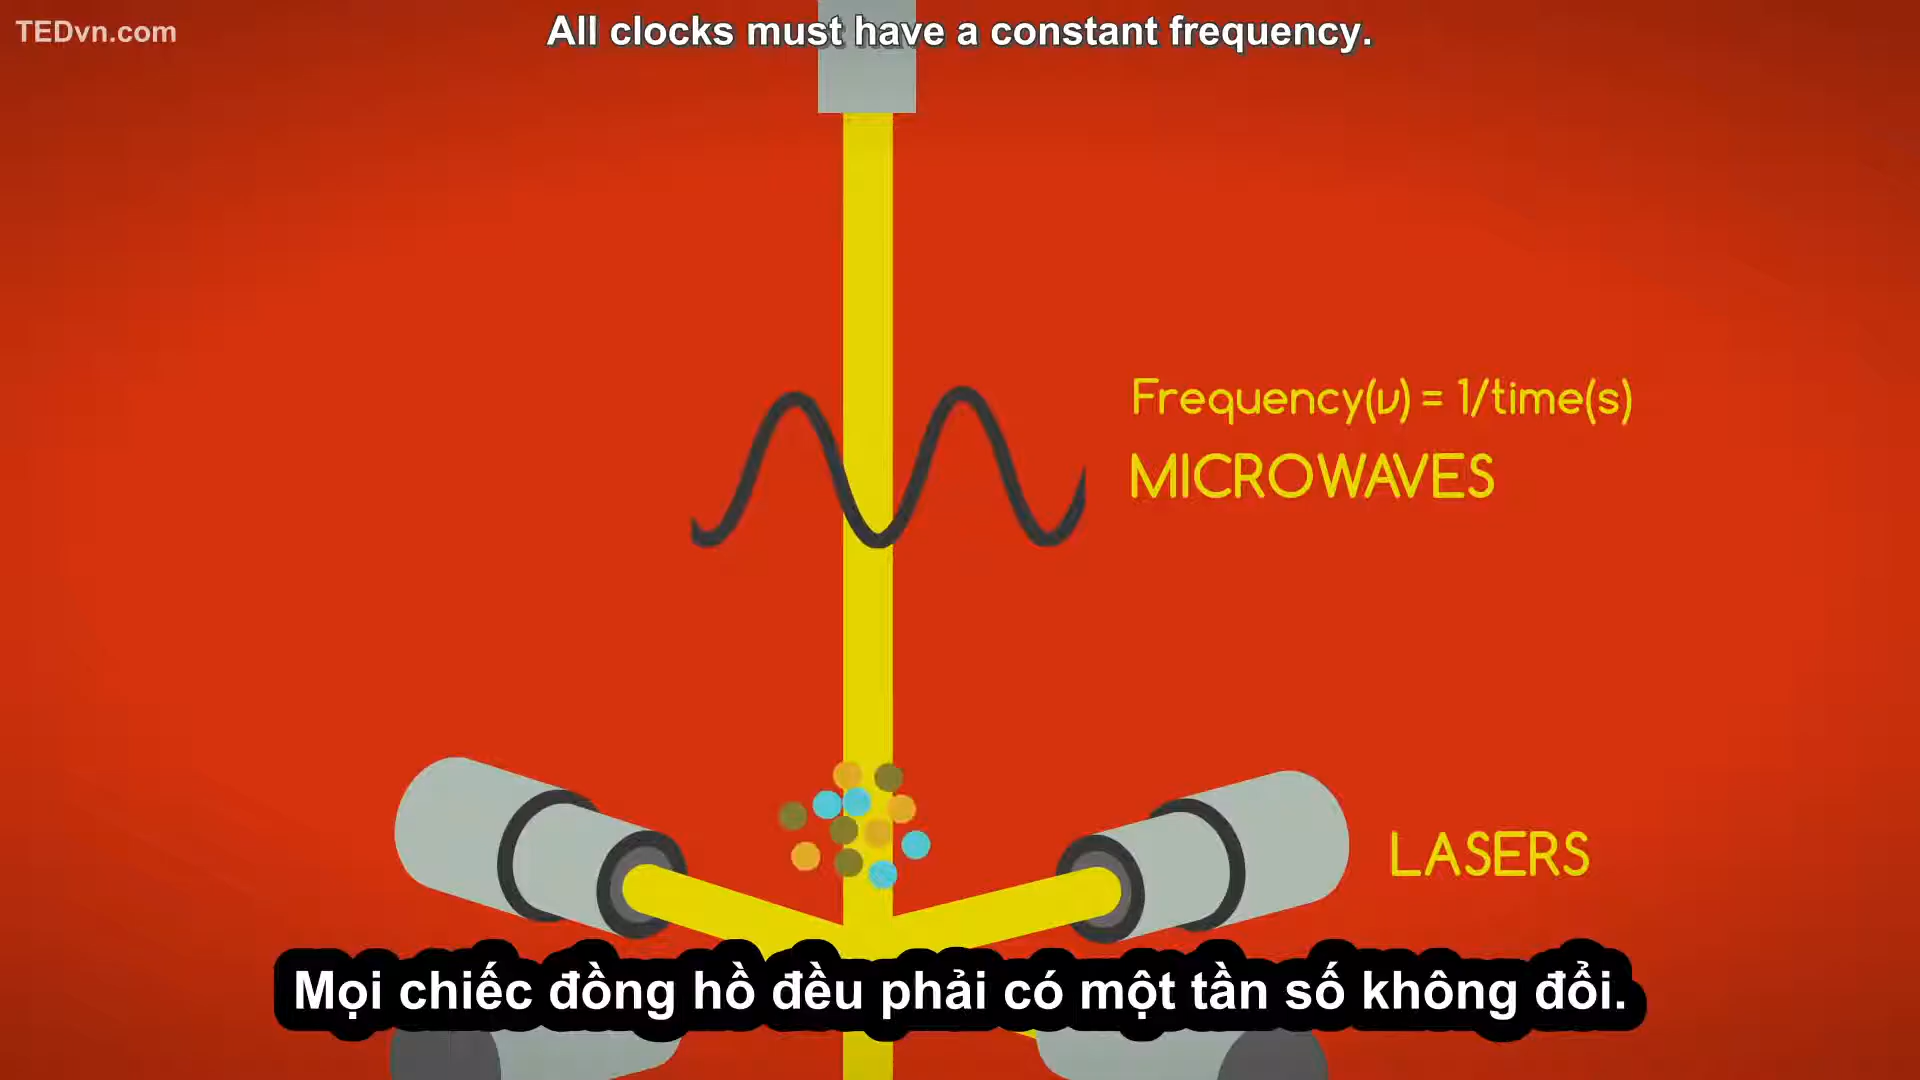 TEDvn.com
All clocks must have a constant frequency.
Frequency(ν) = 1/time(s)
MICROWAVES
LASERS
Mọi chiếc đồng hồ đều phải có một tần số không đổi.